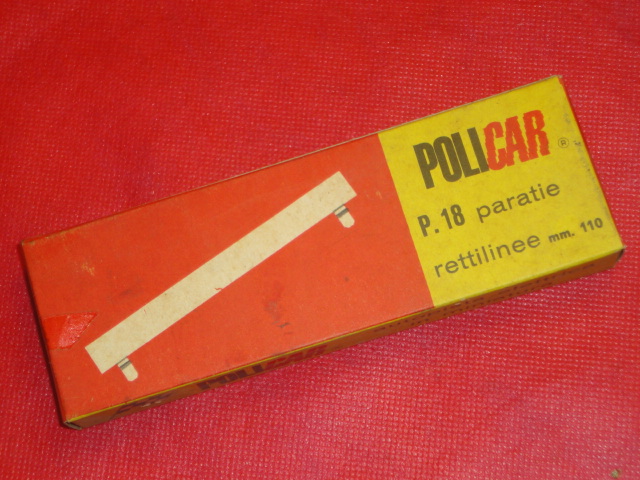 POLICAR ®
P.18 paratie
rettilinee mm. 110